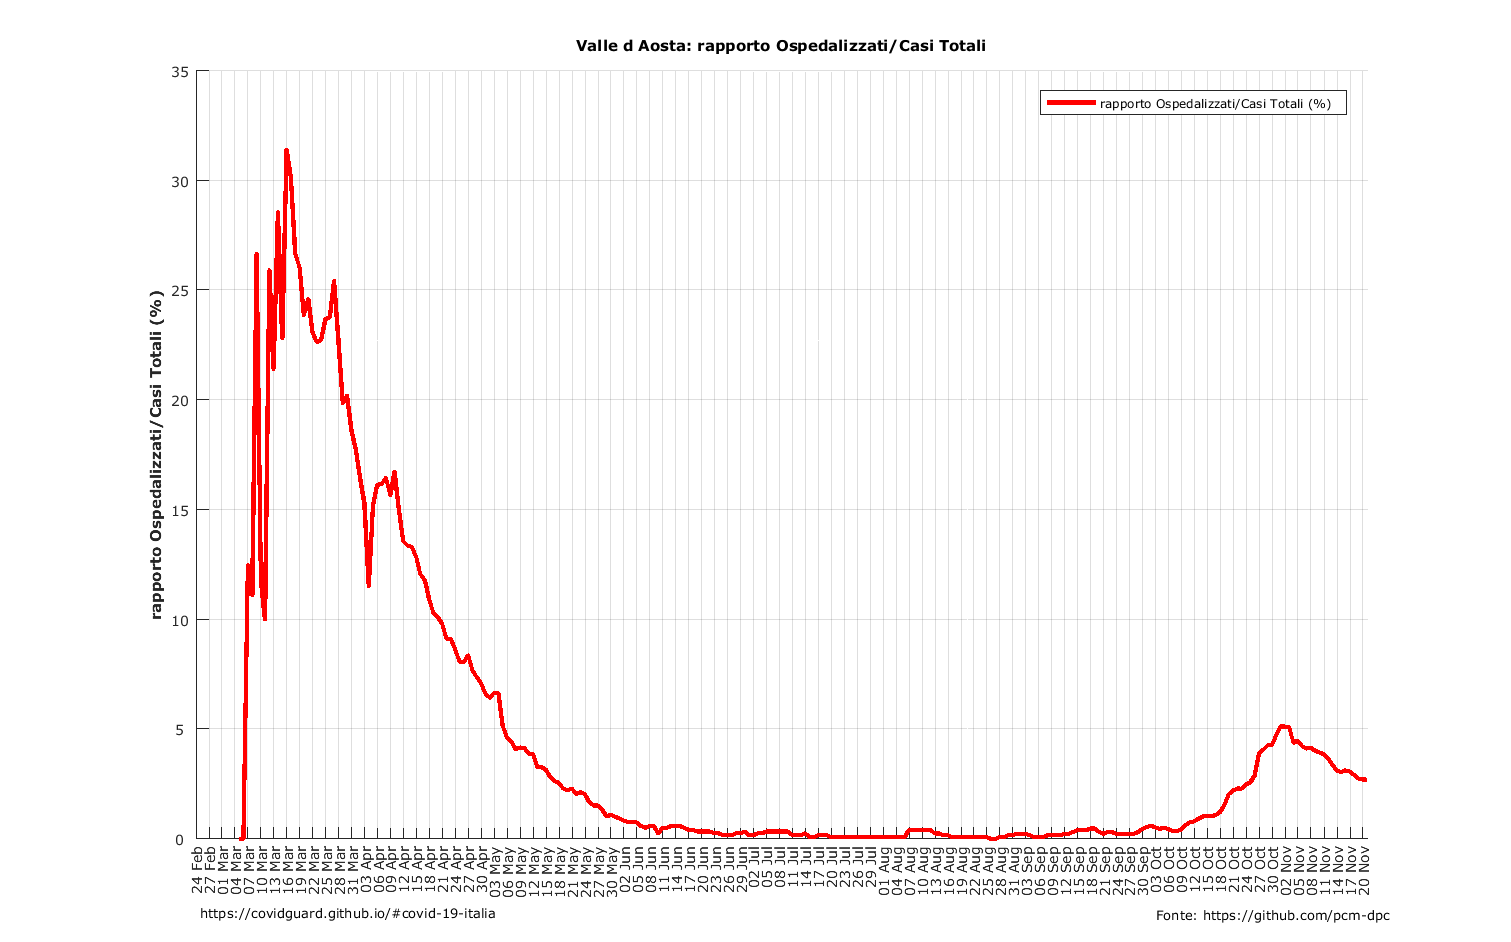 Valle d Aosta: rapporto Ospedalizzati/Casi Totali
rapporto Ospedalizzati/Casi Totali (%)
rapporto Ospedalizzati/Casi Totali (%)
35
30
25
20
15
10
5
0
24 Feb
27 Feb
01 Mar
04 Mar
07 Mar
10 Mar
13 Mar
16 Mar
19 Mar
22 Mar
25 Mar
28 Mar
31 Mar
03 Apr
06 Apr
09 Apr
12 Apr
15 Apr
18 Apr
21 Apr
24 Apr
27 Apr
30 Apr
03 May
06 May
09 May
12 May
15 May
18 May
21 May
24 May
27 May
30 May
02 Jun
05 Jun
08 Jun
11 Jun
14 Jun
17 Jun
20 Jun
23 Jun
26 Jun
29 Jun
02 Jul
05 Jul
08 Jul
11 Jul
14 Jul
17 Jul
20 Jul
23 Jul
26 Jul
29 Jul
01 Aug
04 Aug
07 Aug
10 Aug
13 Aug
16 Aug
19 Aug
22 Aug
25 Aug
28 Aug
31 Aug
03 Sep
06 Sep
09 Sep
12 Sep
15 Sep
18 Sep
21 Sep
24 Sep
27 Sep
30 Sep
03 Oct
06 Oct
09 Oct
12 Oct
15 Oct
18 Oct
21 Oct
24 Oct
27 Oct
30 Oct
02 Nov
05 Nov
08 Nov
11 Nov
14 Nov
17 Nov
20 Nov
https://covidguard.github.io/#covid-19-italia
Fonte: https://github.com/pcm-dpc